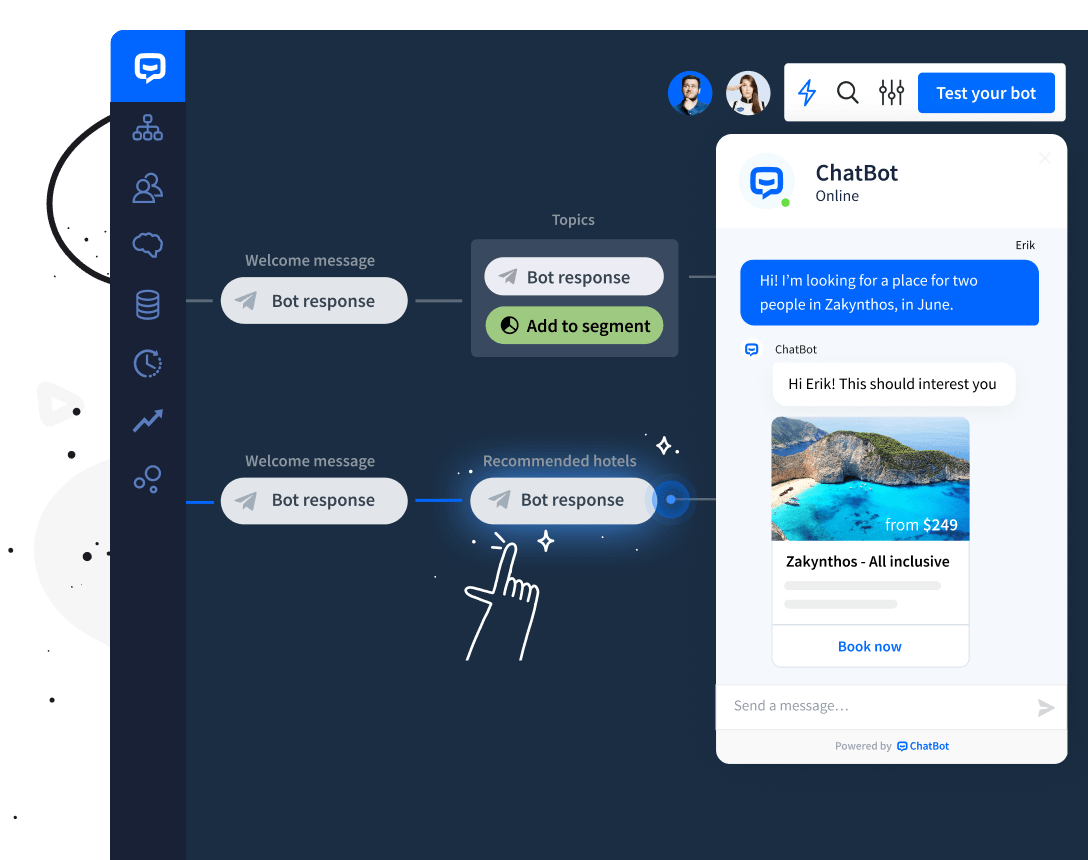 Test your bot
ChatBot
Online
Topics
Welcome message
Bot response
Bot response
Add to segment
Welcome message
Bot response
Recommended hotels
Bot response
Erik
Hi! I’m looking for a place for two
people in Zakynthos, in June.
ChatBot
Hi Erik! This should interest you
from $249
Zakynthos - All inclusive
Book now
Send a message…
Powered by ChatBot